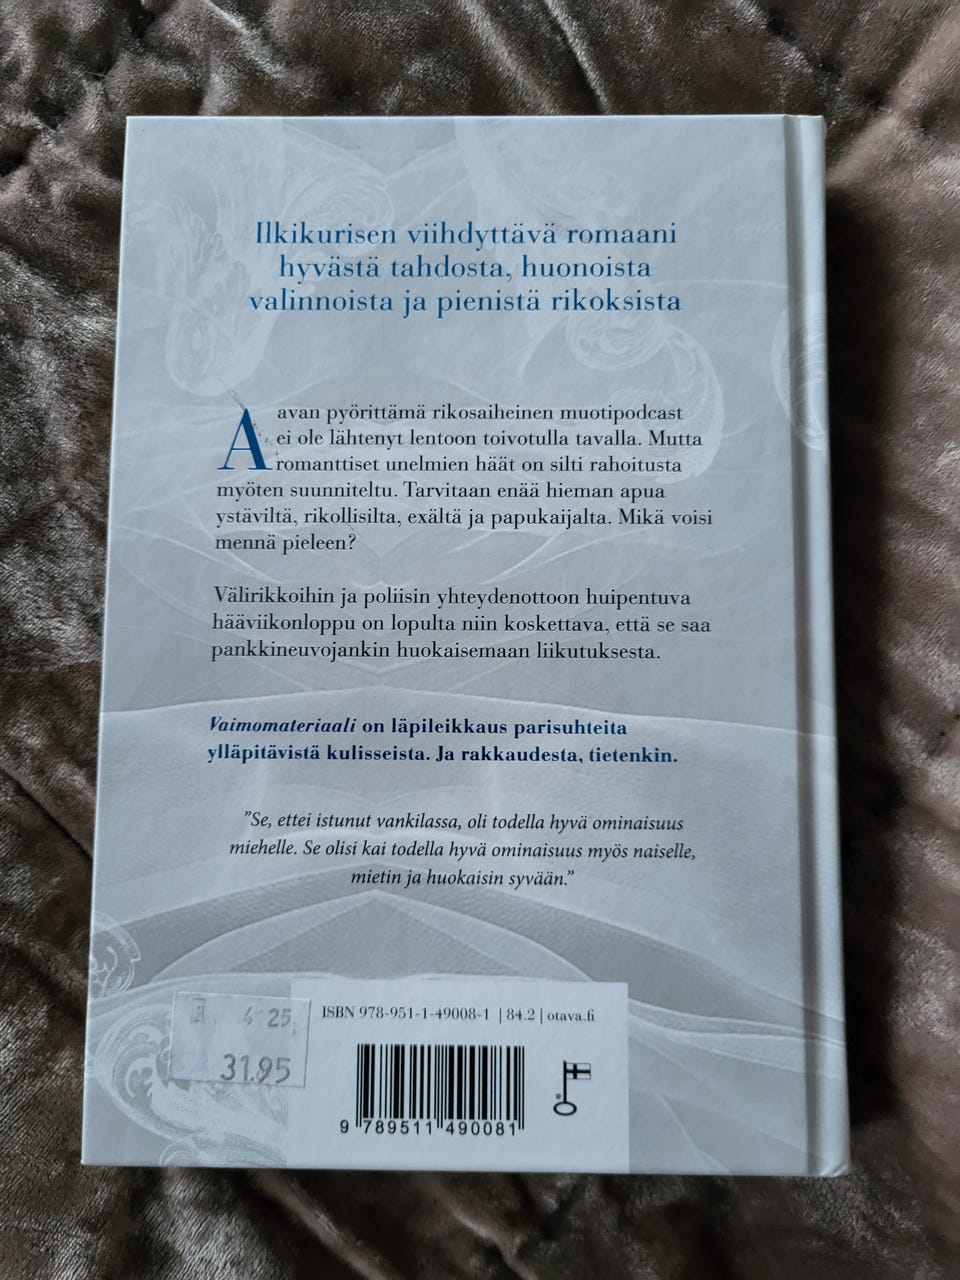 Ilkikurisen viihdyttävä romaani
hyvästä tahdosta, huonoista
valinnoista ja pienistä rikoksista
Aavan pyörittämä rikosaiheinen muotipodcast
ei ole lähtenyt lentoon toivotulla tavalla. Mutta
romanttiset unelmien häät on silti rahoitusta
myöten suunniteltu. Tarvitaan enää hieman apua
ystäviltä, rikollisilta, exältä ja papukaijalta. Mikä voisi
mennä pieleen?
Välirikkoihin ja poliisin yhteydenottoon huipentuva
hääviikonloppu on lopulta niin koskettava, että se saa
pankkineuvojankin huokaisemaan liikutuksesta.
Vaimomateriaali on läpileikkaus parisuhteita
ylläpitävistä kulisseista. Ja rakkaudesta, tietenkin.
”Se, ettei istunut vankilassa, oli todella hyvä ominaisuus
miehelle. Se olisi kai todella hyvä ominaisuus myös naiselle,
mietin ja huokaisin syvään.”
ISBN 978-951-1-49008-1 | 84.2 | otava.fi
4 25
31.95
9 789511 490081